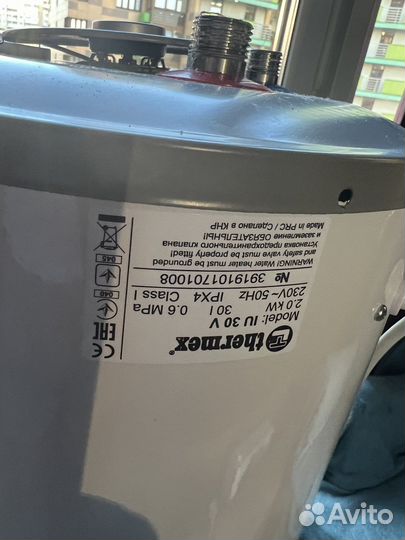 thermex
Model: IU 30 V
2.0 kW 30 l 0.6 MPa
230V~ 50Hz IPX4 Class I
№ 3919101701008
WARNING! Water heater must be grounded
and safety valve must be properly fitted!
Установка предохранительного клапана
и заземление ОБЯЗАТЕЛЬНЫ!
Made in PRC / Сделано в КНР
CE
EAC
040
045
Avito